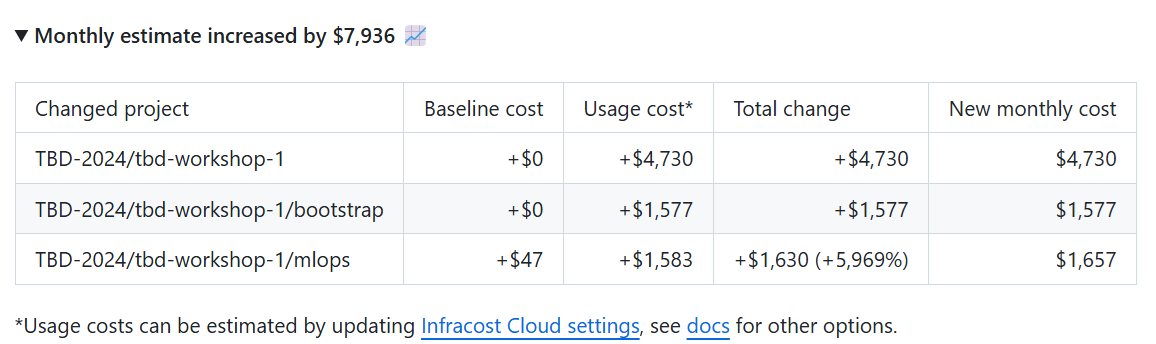 ▼ Monthly estimate increased by $7,936 📈
Changed project Baseline cost Usage cost* Total change New monthly cost
TBD-2024/tbd-workshop-1 +$0 +$4,730 +$4,730 $4,730
TBD-2024/tbd-workshop-1/bootstrap +$0 +$1,577 +$1,577 $1,577
TBD-2024/tbd-workshop-1/mlops +$47 +$1,583 +$1,630 (+5,969%) $1,657
*Usage costs can be estimated by updating Infracost Cloud settings, see docs for other options.